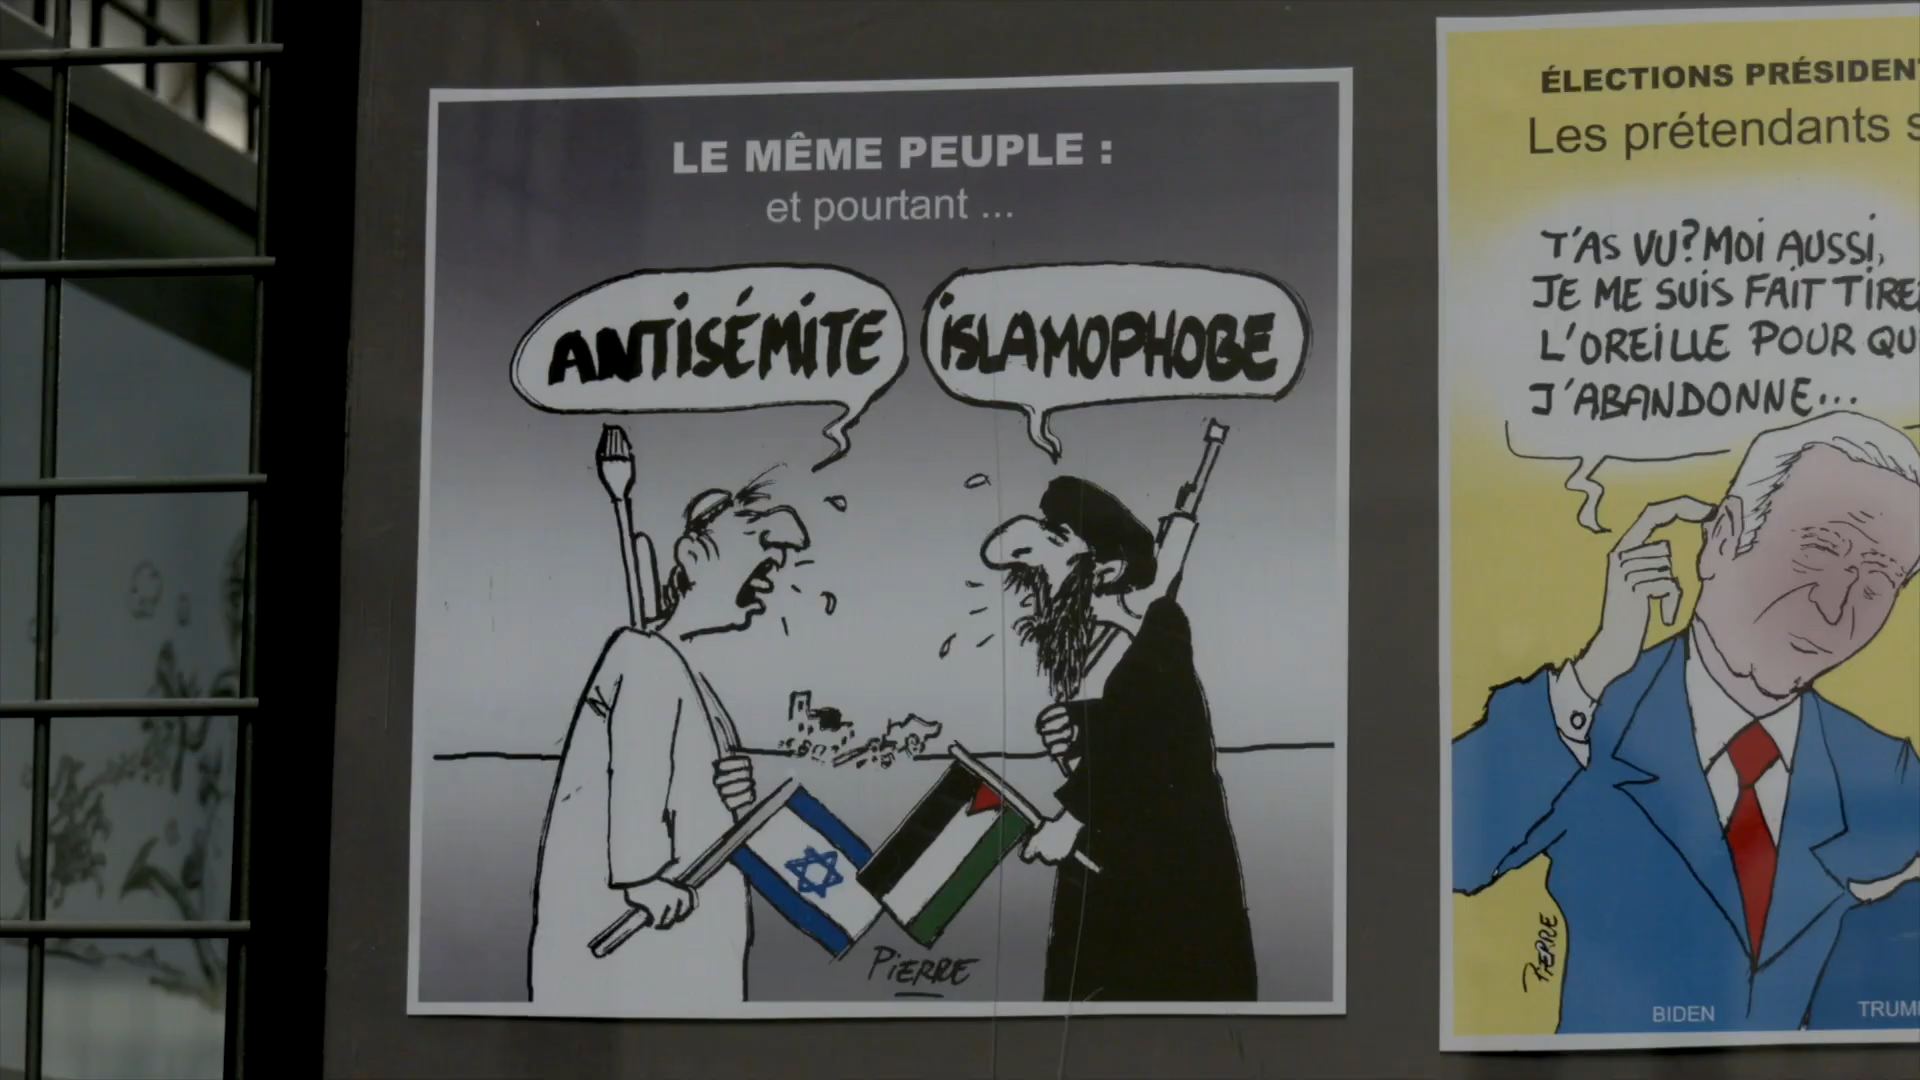 LE MÊME PEUPLE :
et pourtant ...
ANTISÉMITE
ISLAMOPHOBE
PIERRE
ÉLECTIONS PRÉSIDENT
Les prétendants s
T'AS VU? MOI AUSSI,
JE ME SUIS FAIT TIRE
L'OREILLE POUR QU
J'ABANDONNE...
PIERRE
BIDEN
TRUM